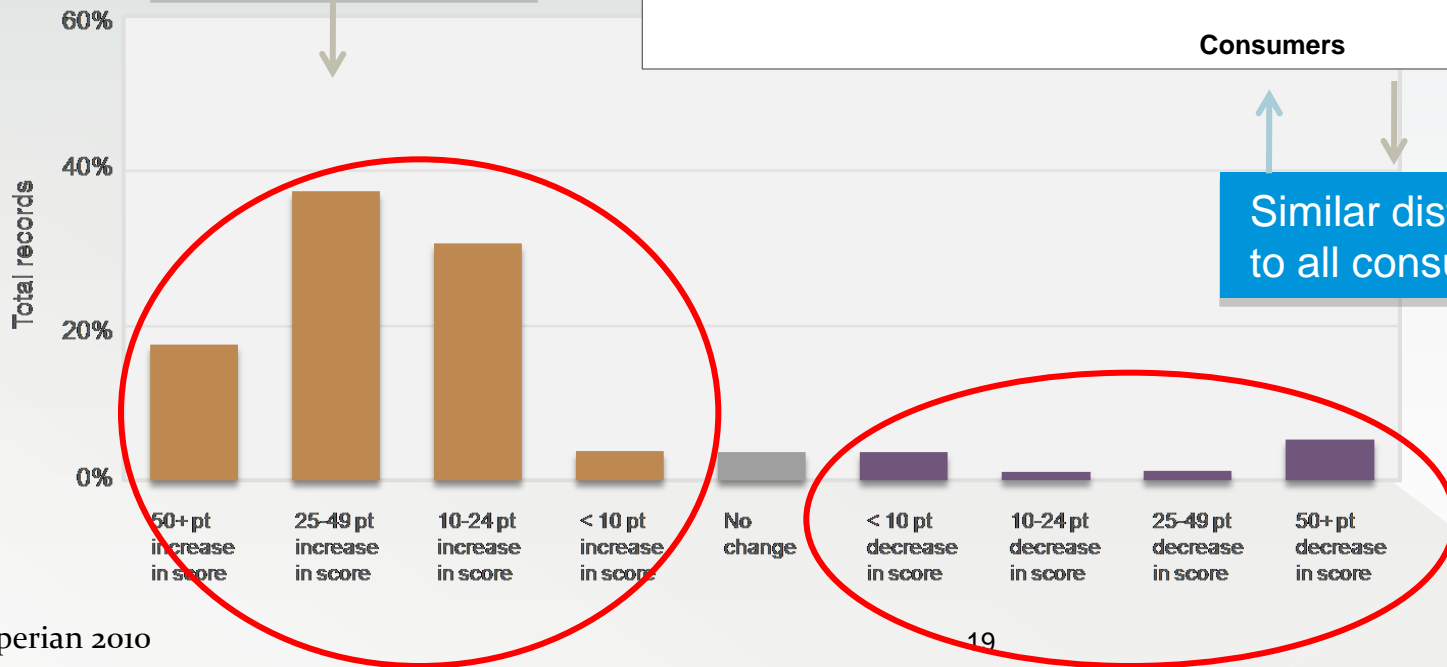 60%
Consumers
40%
Similar dis
to all consu
Total records
20%
0%
50+ pt
increase
in score
25-49 pt
increase
in score
10-24 pt
increase
in score
< 10 pt
increase
in score
No
change
< 10 pt
decrease
in score
10-24 pt
decrease
in score
25-49 pt
decrease
in score
50+ pt
decrease
in score
perian 2010
19